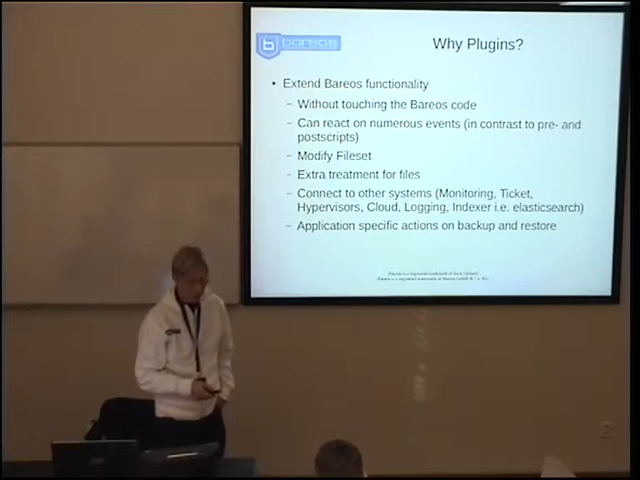 bareos
Why Plugins?
• Extend Bareos functionality
– Without touching the Bareos code
– Can react on numerous events (in contrast to pre- and
postscripts)
– Modify Fileset
– Extra treatment for files
– Connect to other systems (Monitoring, Ticket,
Hypervisors, Cloud, Logging, Indexer i.e. elasticsearch)
– Application specific actions on backup and restore